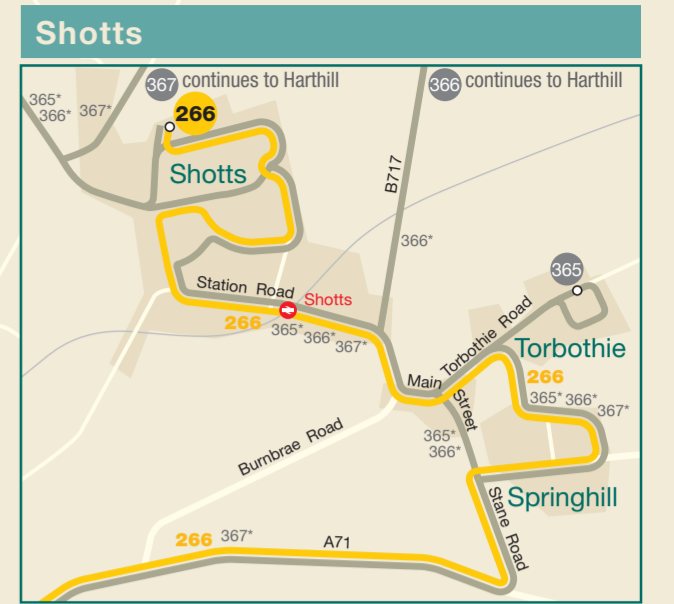 Shotts
367 continues to Harthill
366 continues to Harthill
365*
366*
367*
266
Shotts
B717
366*
365
Station Road
Shotts
266
365*
366*
367*
Torbothie Road
Torbothie
Main Street
266
365*
366*
367*
365*
366*
Burnbrae Road
Springhill
Stane Road
266
367*
A71